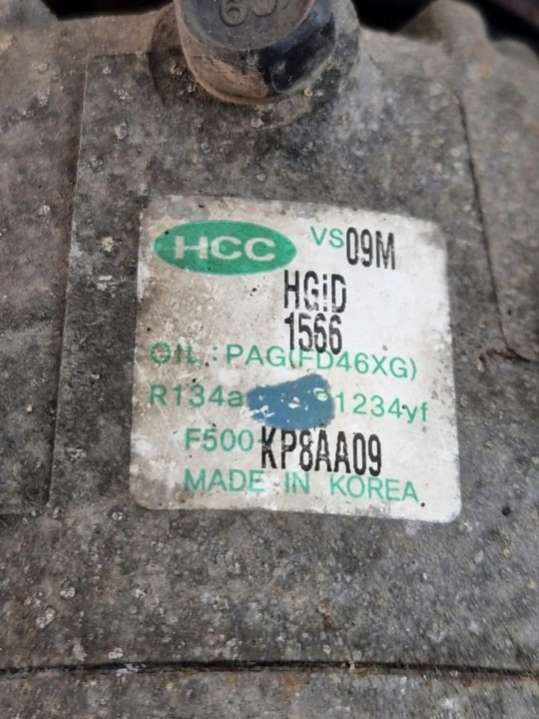 HCC VS09M
HGiD
1566
OIL : PAG(FD46XG)
R134a 1234yf
F500 KP8AA09
MADE IN KOREA